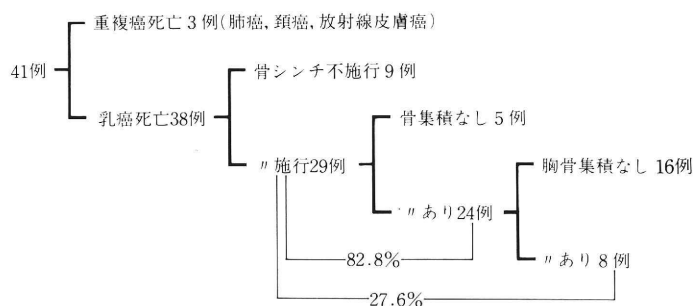 重複癌死亡3例(肺癌, 頚癌, 放射線皮膚癌)
41例
骨シンチ不施行9例
乳癌死亡38例
骨集積なし5例
〃施行29例
胸骨集積なし16例
〃あり24例
82.8%
〃あり8例
27.6%